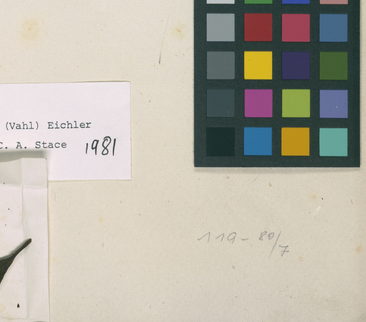 (Vahl) Eichler
C. A. Stace 1981
119-80/7